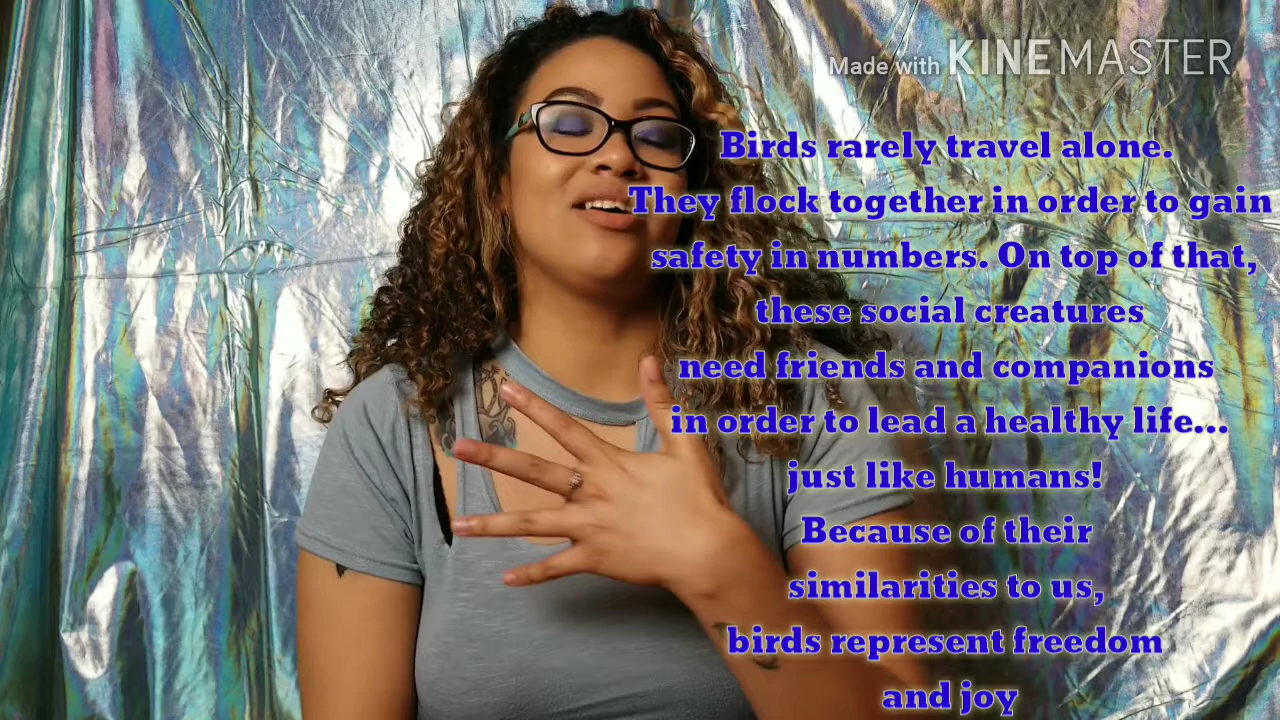 Made with KINEMASTER
Birds rarely travel alone.
They flock together in order to gain
safety in numbers. On top of that,
these social creatures
need friends and companions
in order to lead a healthy life...
just like humans!
Because of their
similarities to us,
birds represent freedom
and joy